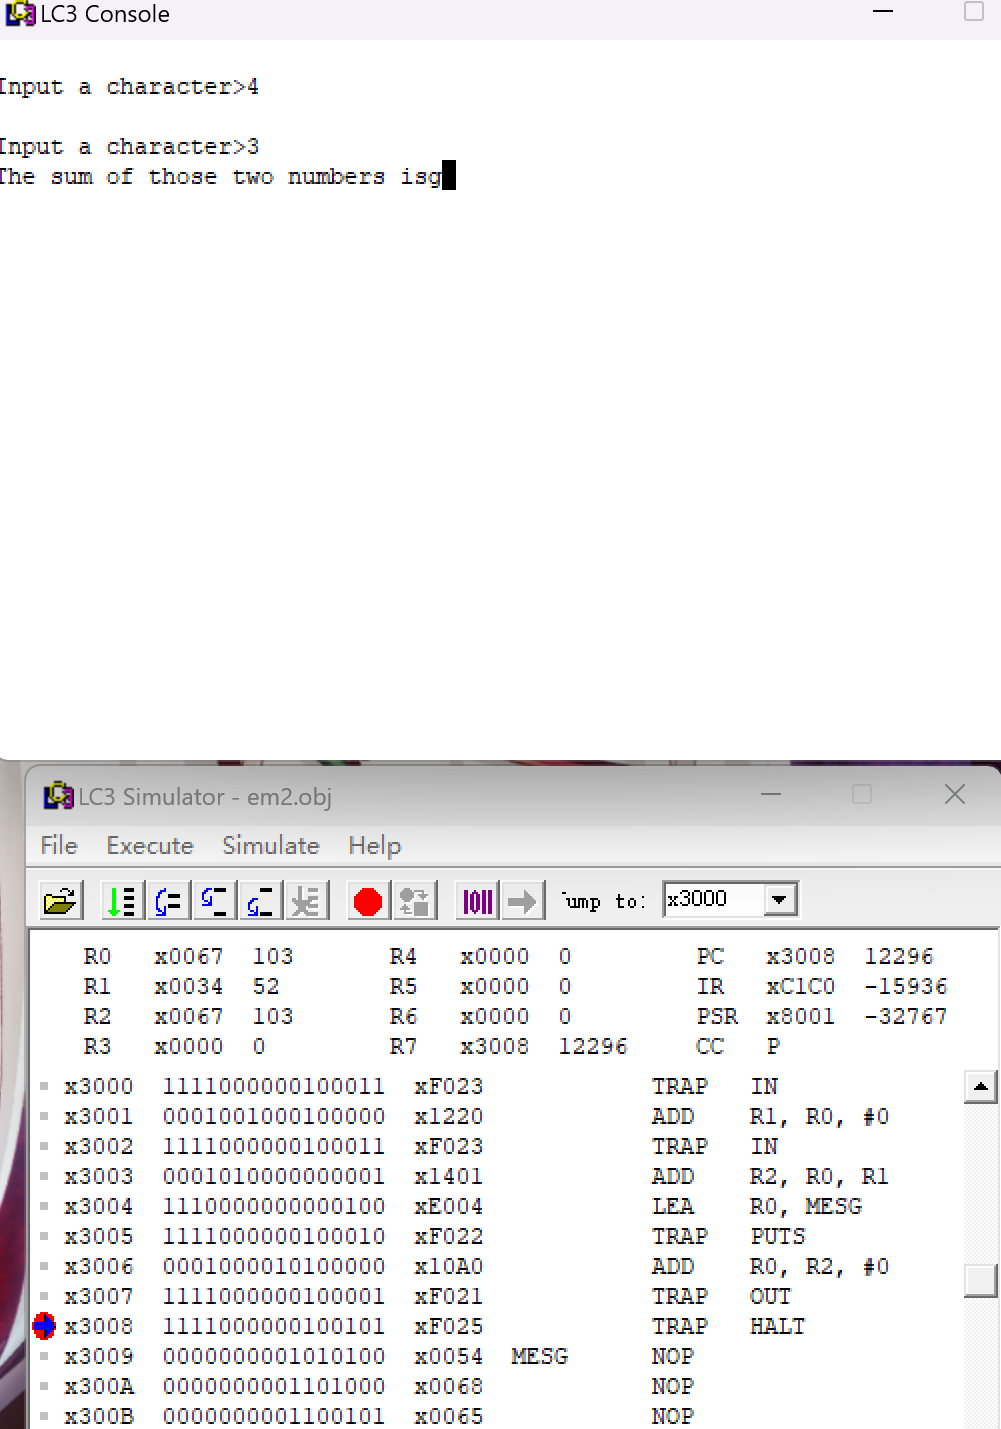 LC3 Console
Input a character>4
Input a character>3
The sum of those two numbers isg
LC3 Simulator - em2.obj
File Execute Simulate Help
Jump to: x3000
R0 x0067 103 R4 x0000 0 PC x3008 12296
R1 x0034 52 R5 x0000 0 IR xC1C0 -15936
R2 x0067 103 R6 x0000 0 PSR x8001 -32767
R3 x0000 0 R7 x3008 12296 CC P
x3000 1111000000100011 xF023 TRAP IN
x3001 0001001000100000 x1220 ADD R1, R0, #0
x3002 1111000000100011 xF023 TRAP IN
x3003 0001010000000001 x1401 ADD R2, R0, R1
x3004 1110000000000100 xE004 LEA R0, MESG
x3005 1111000000100010 xF022 TRAP PUTS
x3006 0001000010100000 x10A0 ADD R0, R2, #0
x3007 1111000000100001 xF021 TRAP OUT
x3008 1111000000100101 xF025 TRAP HALT
x3009 0000000001010100 x0054 MESG NOP
x300A 0000000001101000 x0068 NOP
x300B 0000000001100101 x0065 NOP